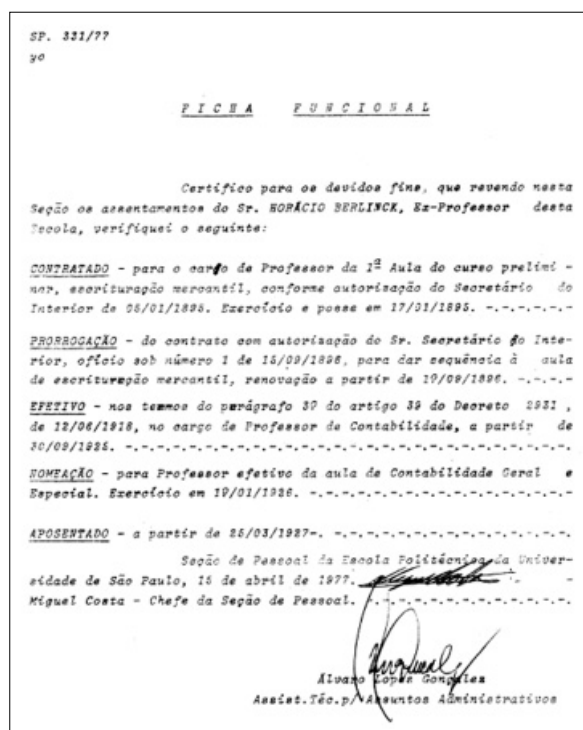 SP. 331/77
yo
FICHA FUNCIONAL
Certifico para os devidos fins, que revendo nesta
Seção os assentamentos do Sr. HORÁCIO BERLINCK, Ex-Professor desta
Escola, verifiquei o seguinte:
CONTRATADO - para o cargo de Professor da 1ª Aula do curso prelimi -
nar, escrituração mercantil, conforme autorização do Secretário do
Interior de 05/01/1895. Exercício e posse em 17/01/1895. -.-.-.-.-.-
PRORROGAÇÃO - do contrato com autorização do Sr. Secretário do Inte-
rior, ofício sob número 1 de 15/09/1896, para dar sequência à aula
de escrituração mercantil, renovação a partir de 19/09/1896. -.-.-.-
EFETIVO - nos termos do parágrafo 39 do artigo 39 do Decreto 2931 ,
de 12/06/1918, no cargo de Professor de Contabilidade, a partir de
30/09/1925. -.-.-.-.-.-.-.-.-.-.-.-.-.-.-.-.-.-.-.-.-.-.-.-.-.-.-
NOMEAÇÃO - para Professor efetivo da aula de Contabilidade Geral e
Especial. Exercício em 19/01/1926. -.-.-.-.-.-.-.-.-.-.-.-.-.-.-
APOSENTADO - a partir de 25/03/1927-. -.-.-.-.-.-.-.-.-.-.-.-.-.-.-
Seção de Pessoal da Escola Politécnica da Univer-
sidade de São Paulo, 15 de abril de 1977.
Miguel Costa - Chefe da Seção de Pessoal. -.-.-.-.-.-.-.-.-.-.-
Álvaro Lopes Gonçalez
Assist.Téc.p/ Assuntos Administrativos